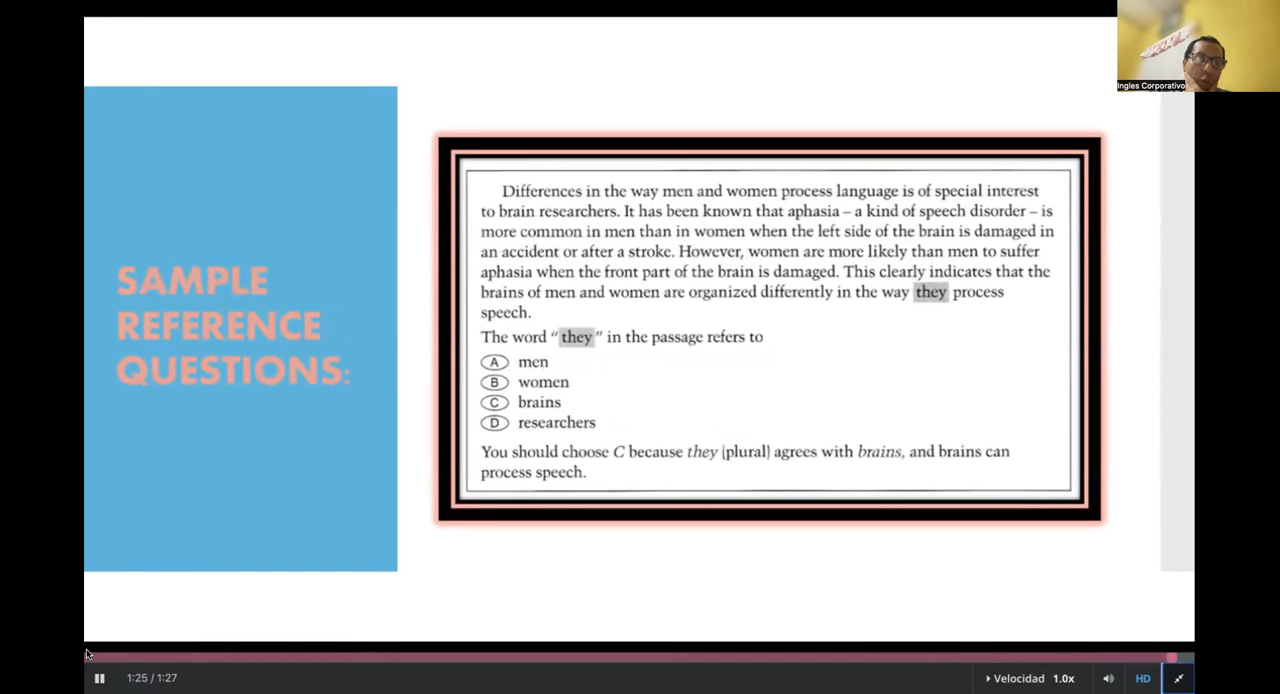 Ingles Corporativo
SAMPLE
REFERENCE
QUESTIONS:
Differences in the way men and women process language is of special interest
to brain researchers. It has been known that aphasia – a kind of speech disorder – is
more common in men than in women when the left side of the brain is damaged in
an accident or after a stroke. However, women are more likely than men to suffer
aphasia when the front part of the brain is damaged. This clearly indicates that the
brains of men and women are organized differently in the way they process
speech.
The word "they" in the passage refers to
A men
B women
C brains
D researchers
You should choose C because they (plural) agrees with brains, and brains can
process speech.
1:25 / 1:27
Velocidad 1.0x
HD